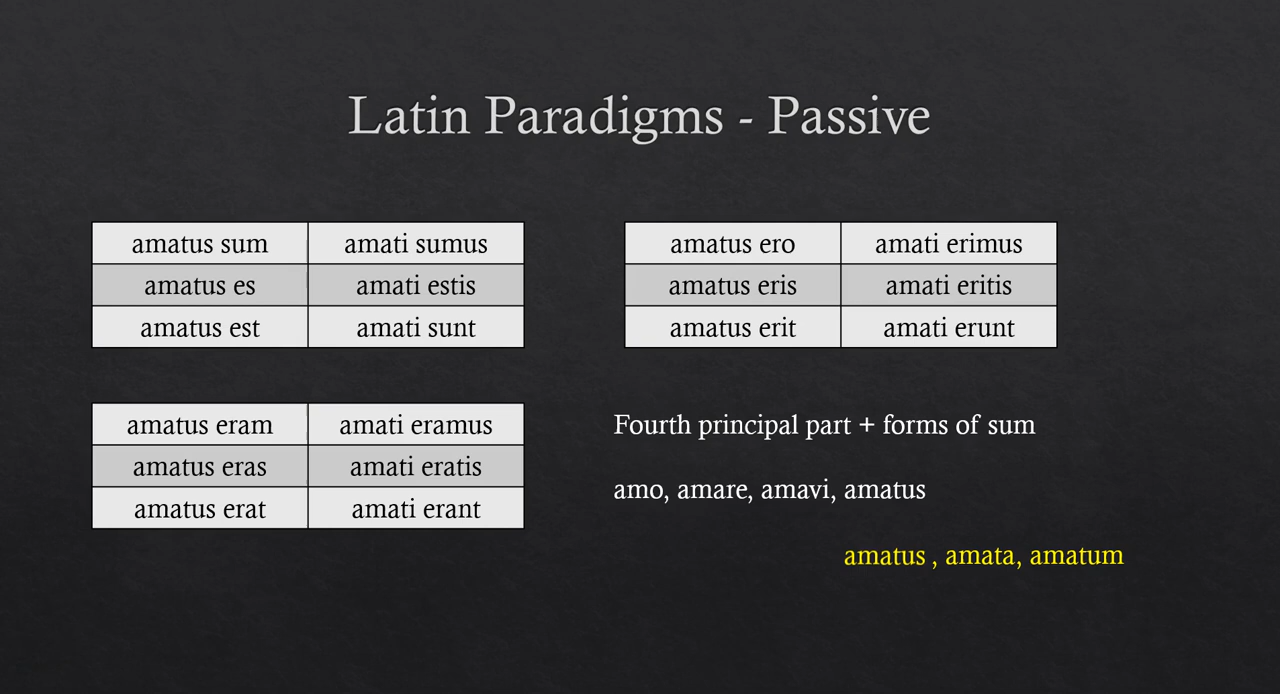 Latin Paradigms - Passive
amatus sum amati sumus
amatus es amati estis
amatus est amati sunt
amatus ero amati erimus
amatus eris amati eritis
amatus erit amati erunt
amatus eram amati eramus
amatus eras amati eratis
amatus erat amati erant
Fourth principal part + forms of sum
amo, amare, amavi, amatus
amatus , amata, amatum